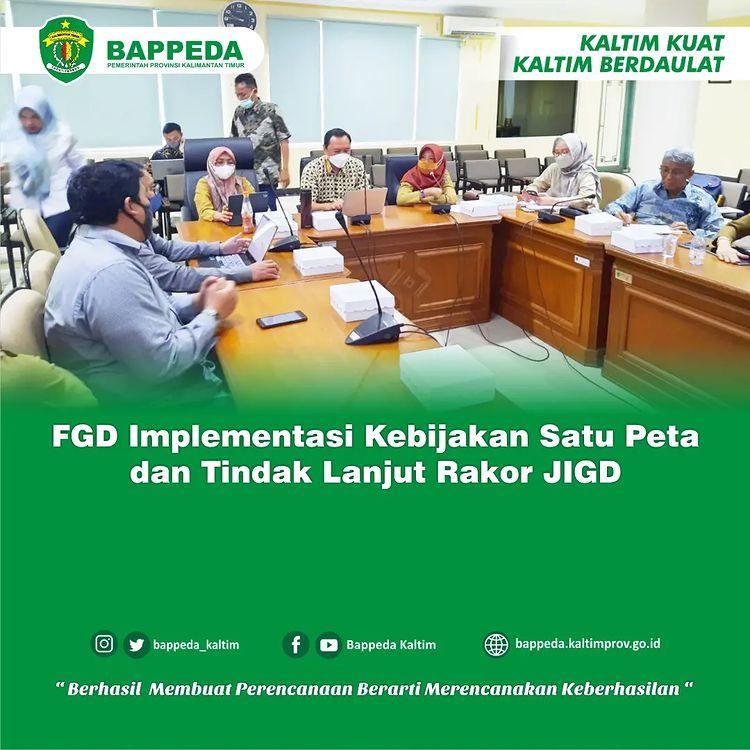 BAPPEDA
PEMERINTAH PROVINSI KALIMANTAN TIMUR
KALTIM KUAT
KALTIM BERDAULAT
FGD Implementasi Kebijakan Satu Peta
dan Tindak Lanjut Rakor JIGD
bappeda_kaltim
Bappeda Kaltim
bappeda.kaltimprov.go.id
“ Berhasil Membuat Perencanaan Berarti Merencanakan Keberhasilan “